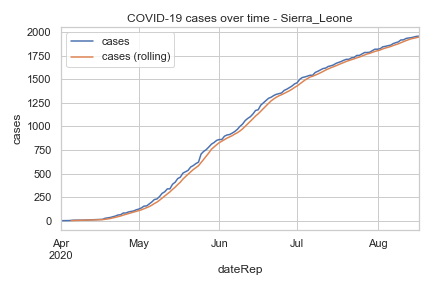 COVID-19 cases over time - Sierra_Leone
cases
cases (rolling)
2000
1750
1500
1250
1000
750
500
250
0
cases
Apr
2020
May
Jun
Jul
Aug
dateRep